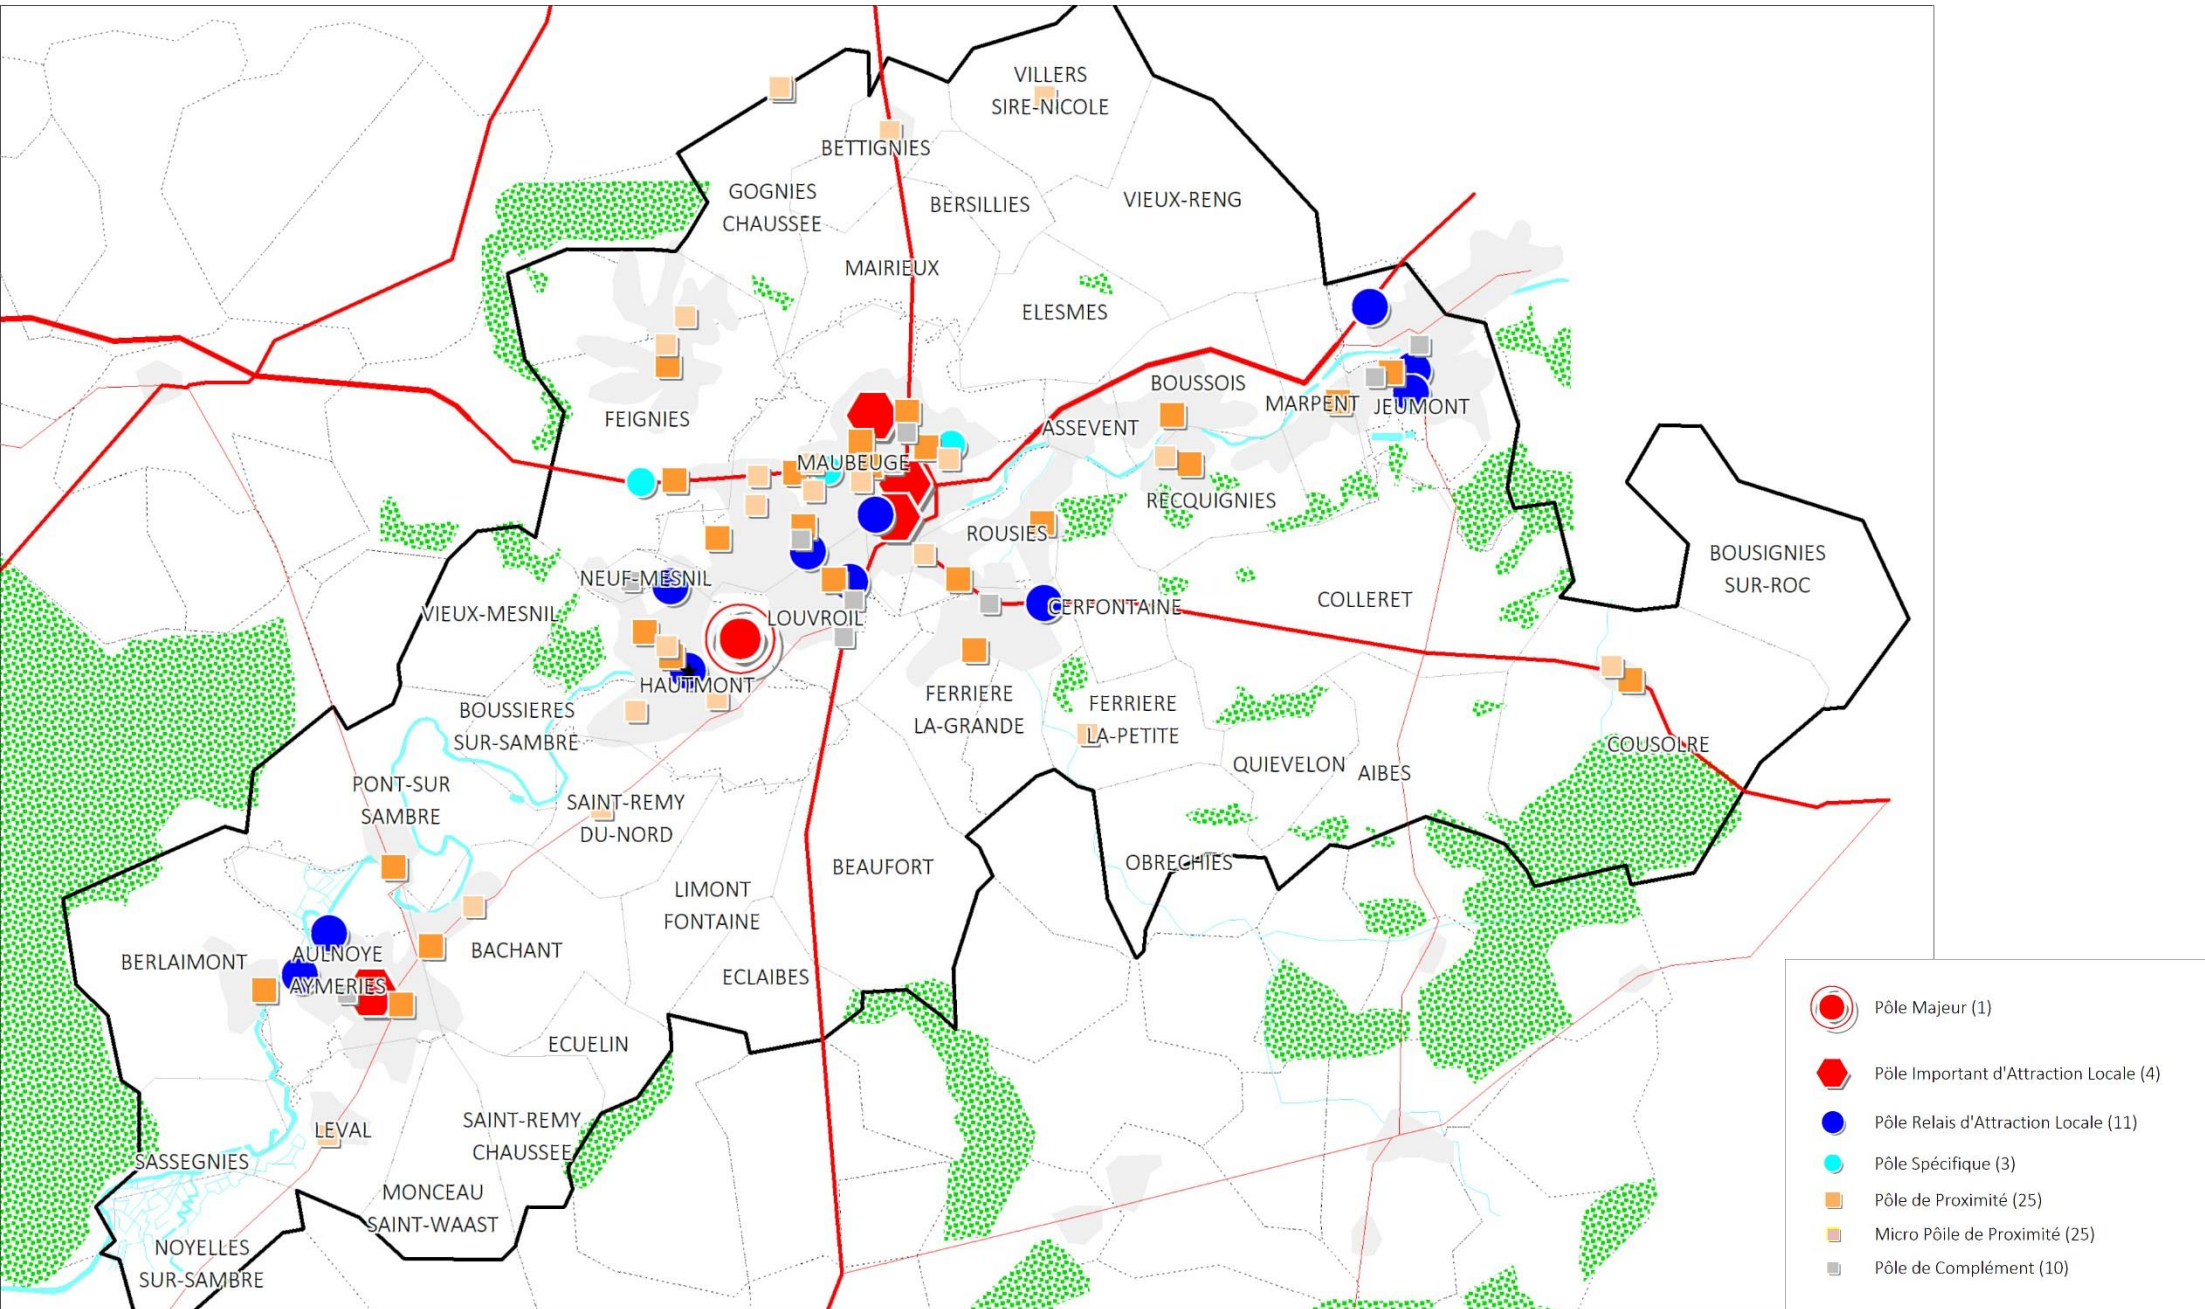 VILLERS
SIRE-NICOLE
BETTIGNIES
GOGNIES
CHAUSSEE
BERSILLIES
VIEUX-RENG
MAIRIEUX
ELESMES
FEIGNIES
BOUSSOIS
MARPENT
JEUMONT
ASSEVENT
MAUBEUGE
RECQUIGNIES
ROUSIES
BOUSIGNIES
SUR-ROC
NEUF-MESNIL
VIEUX-MESNIL
LOUVROIL
CERFONTAINE
COLLERET
HAUTMONT
BOUSSIERES
SUR-SAMBRE
FERRIERE
LA-GRANDE
FERRIERE
LA-PETITE
COUSOLRE
QUIEVELON
AIBES
PONT-SUR
SAMBRE
SAINT-REMY
DU-NORD
BEAUFORT
OBRECHIES
LIMONT
FONTAINE
BERLAIMONT
AULNOYE
AYMERIES
BACHANT
ECLAIBES
ECUELIN
LEVAL
SAINT-REMY
CHAUSSEE
SASSEGNIES
MONCEAU
SAINT-WAAST
NOYELLES
SUR-SAMBRE
Pôle Majeur (1)
Pôle Important d'Attraction Locale (4)
Pôle Relais d'Attraction Locale (11)
Pôle Spécifique (3)
Pôle de Proximité (25)
Micro Pôile de Proximité (25)
Pôle de Complément (10)